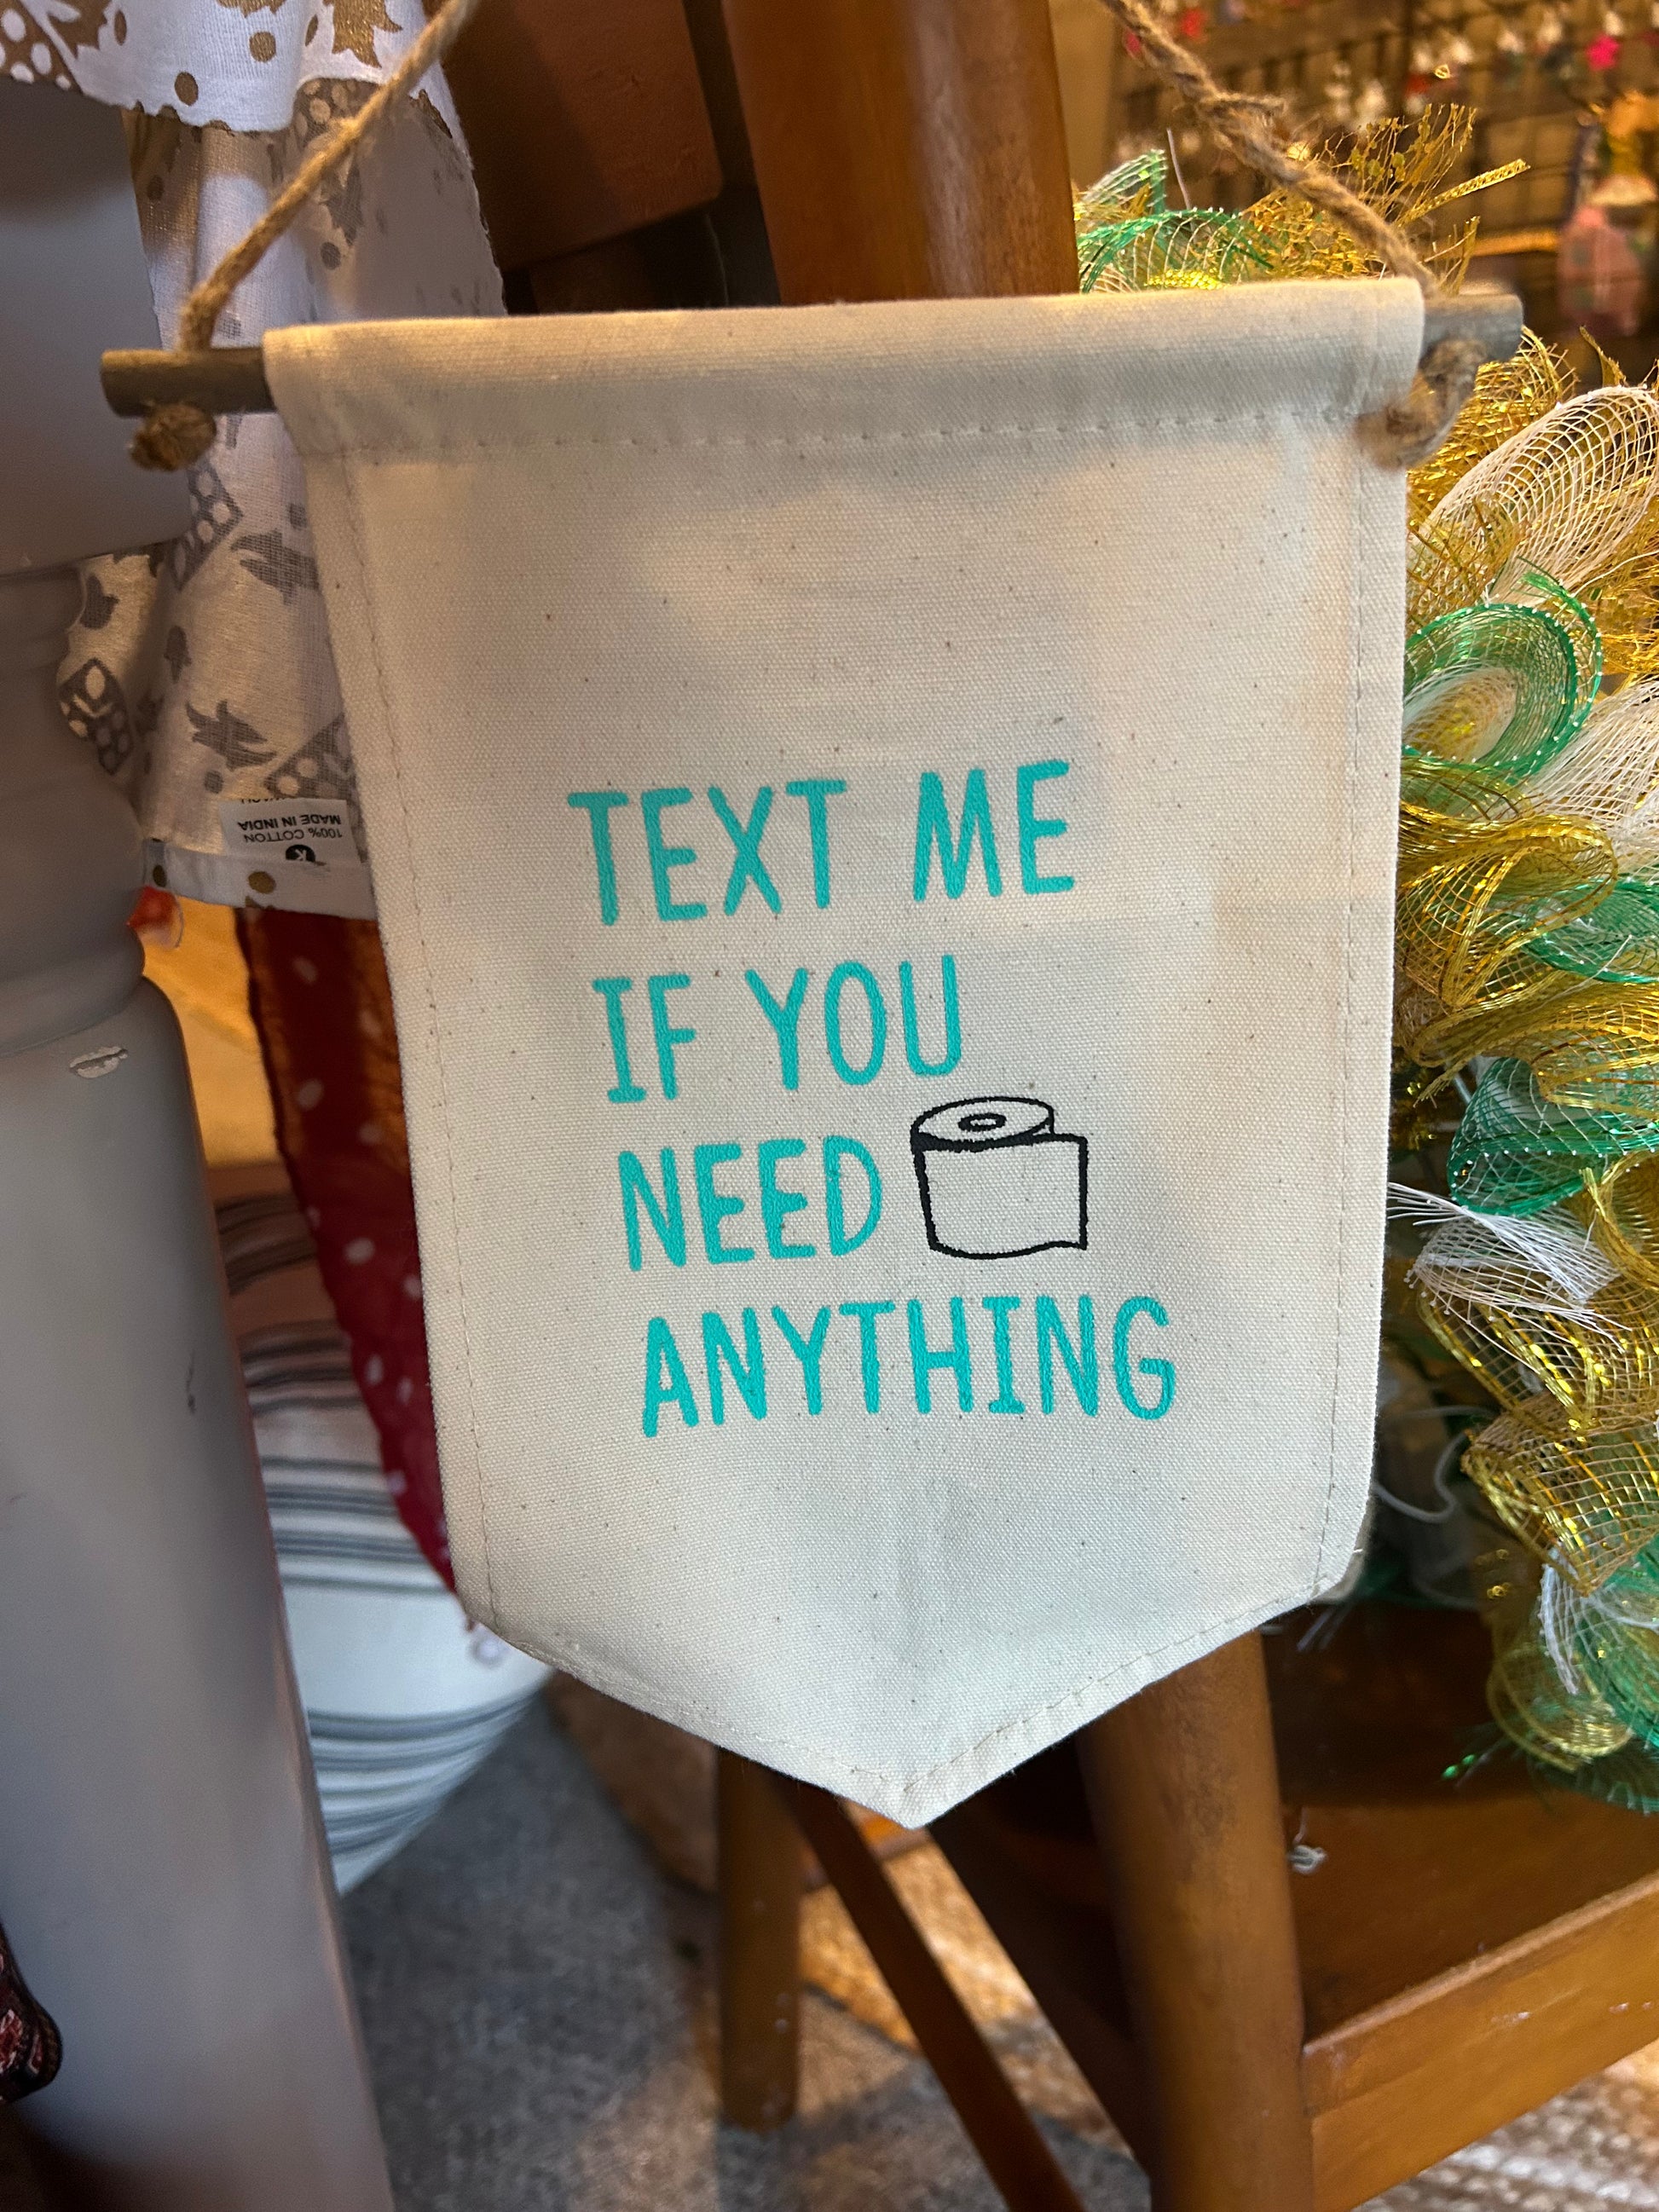 TEXT ME
IF YOU
NEED
ANYTHING
100% COTTON
MADE IN INDIA